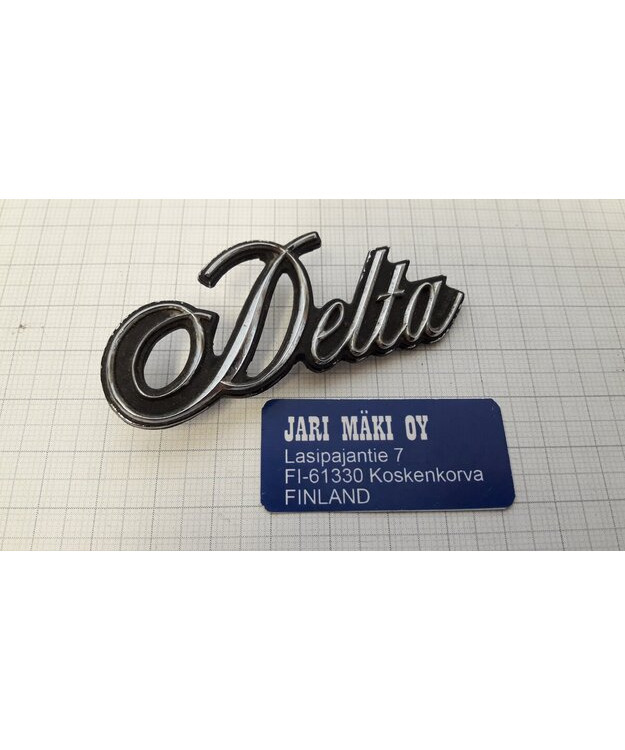 Delta
JARI MÄKI OY
Lasipajantie 7
FI-61330 Koskenkorva
FINLAND